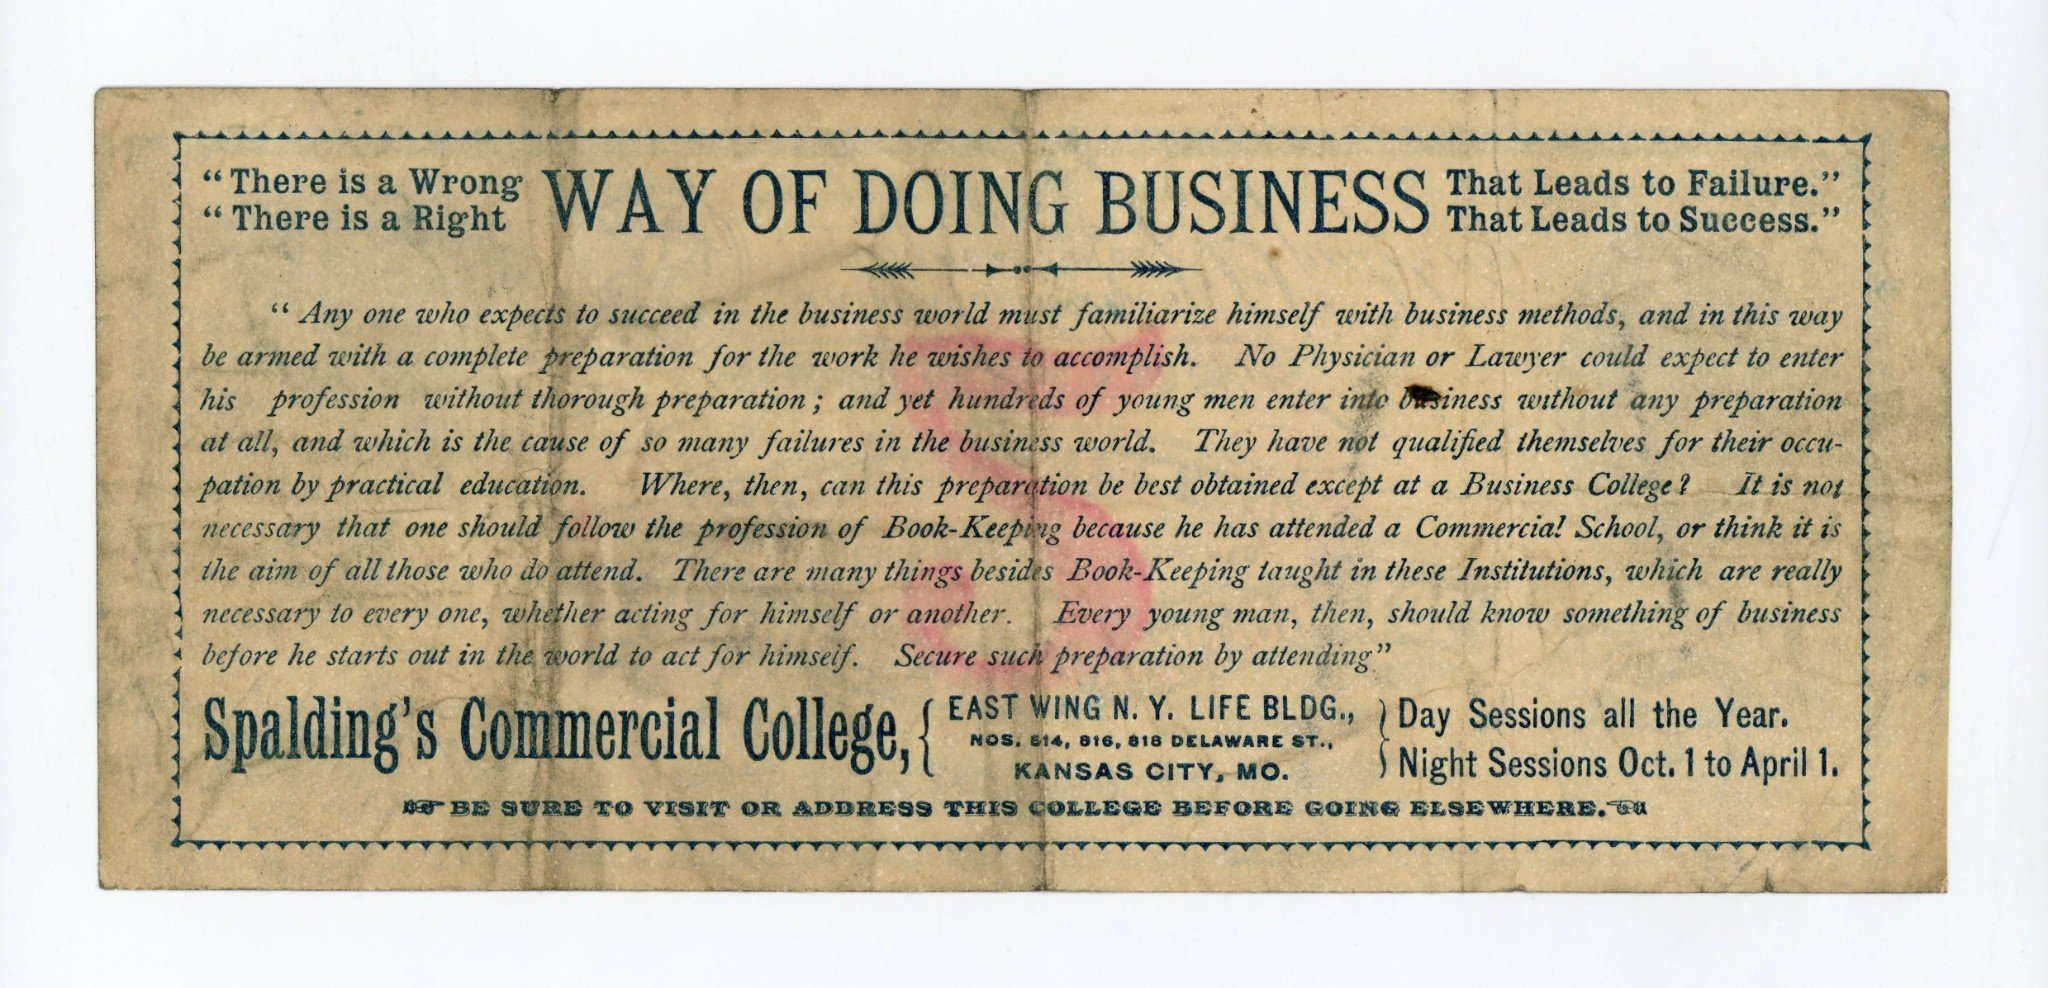 "There is a Wrong
"There is a Right
WAY OF DOING BUSINESS
That Leads to Failure."
That Leads to Success."
"Any one who expects to succeed in the business world must familiarize himself with business methods, and in this way
be armed with a complete preparation for the work he wishes to accomplish. No Physician or Lawyer could expect to enter
his profession without thorough preparation; and yet hundreds of young men enter into business without any preparation
at all, and which is the cause of so many failures in the business world. They have not qualified themselves for their occu-
pation by practical education. Where, then, can this preparation be best obtained except at a Business College? It is not
necessary that one should follow the profession of Book-Keeping because he has attended a Commercial School, or think it is
the aim of all those who do attend. There are many things besides Book-Keeping taught in these Institutions, which are really
necessary to every one, whether acting for himself or another. Every young man, then, should know something of business
before he starts out in the world to act for himself. Secure such preparation by attending"
Spalding's Commercial College,
EAST WING N. Y. LIFE BLDG.,
NOS. 814, 816, 818 DELAWARE ST.,
KANSAS CITY, MO.
Day Sessions all the Year.
Night Sessions Oct. 1 to April 1.
☞BE SURE TO VISIT OR ADDRESS THIS COLLEGE BEFORE GOING ELSEWHERE.☜